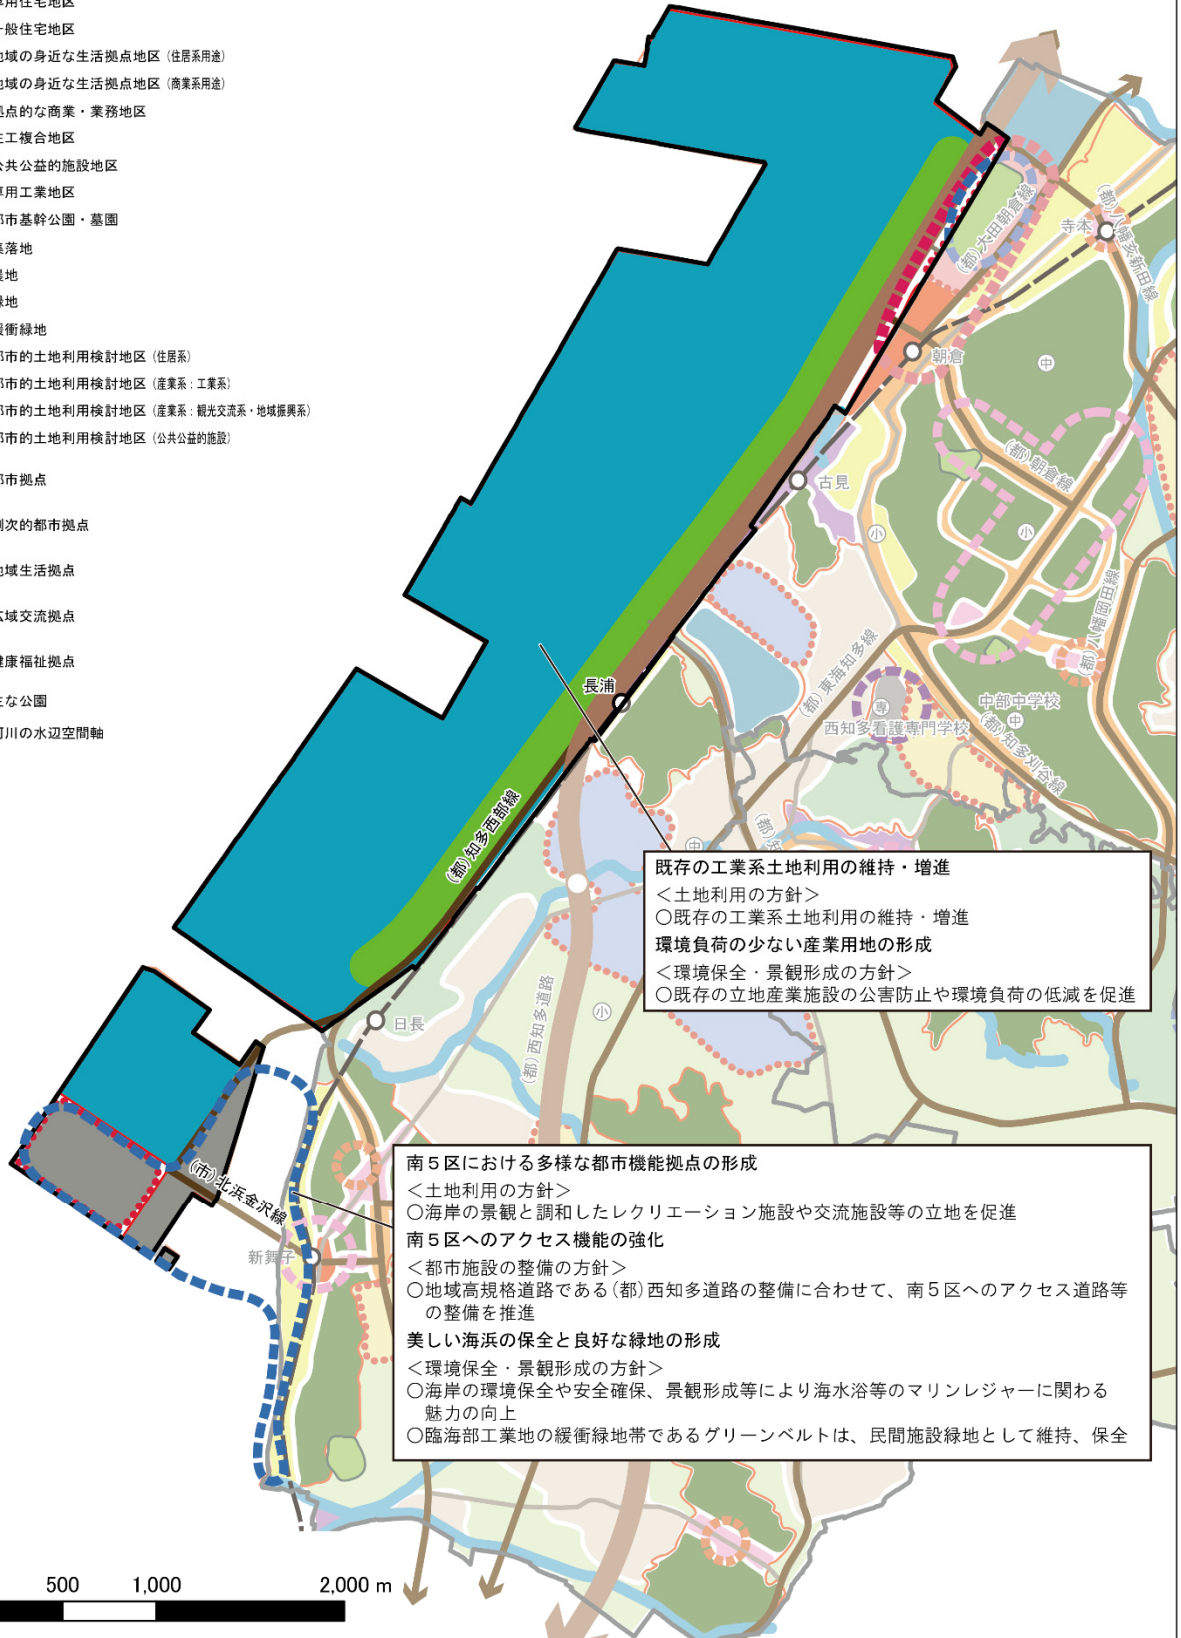 用住宅地区
一般住宅地区
地域の身近な生活拠点地区（住居系用途）
地域の身近な生活拠点地区（商業系用途）
拠点的な商業・業務地区
住工複合地区
公共公益的施設地区
専用工業地区
都市基幹公園・墓園
集落地
農地
緑地
緩衝緑地
都市的土地利用検討地区（住居系）
都市的土地利用検討地区（産業系：工業系）
都市的土地利用検討地区（産業系：観光交流系・地域振興系）
都市的土地利用検討地区（公共公益的施設）
都市拠点
副次的都市拠点
地域生活拠点
広域交流拠点
健康福祉拠点
主な公園
河川の水辺空間軸
(都)八幡亥新田線
寺本
(都)大田朝倉線
朝倉
中
(都)朝倉線
古見
小
小
(都)八幡岡田線
(都)東海知多線
長浦
専
西知多看護専門学校
中部中学校
中
(都)知多刈谷線
(都)知多西部線
(都)
中
既存の工業系土地利用の維持・増進
＜土地利用の方針＞
○既存の工業系土地利用の維持・増進
環境負荷の少ない産業用地の形成
＜環境保全・景観形成の方針＞
○既存の立地産業施設の公害防止や環境負荷の低減を促進
日長
(都)西知多道路
小
(市)北浜金沢線
新舞子
南５区における多様な都市機能拠点の形成
＜土地利用の方針＞
○海岸の景観と調和したレクリエーション施設や交流施設等の立地を促進
南５区へのアクセス機能の強化
＜都市施設の整備の方針＞
○地域高規格道路である(都)西知多道路の整備に合わせて、南５区へのアクセス道路等
の整備を推進
美しい海浜の保全と良好な緑地の形成
＜環境保全・景観形成の方針＞
○海岸の環境保全や安全確保、景観形成等により海水浴等のマリンレジャーに関わる
魅力の向上
○臨海部工業地の緩衝緑地帯であるグリーンベルトは、民間施設緑地として維持、保全
500 1,000 2,000 m